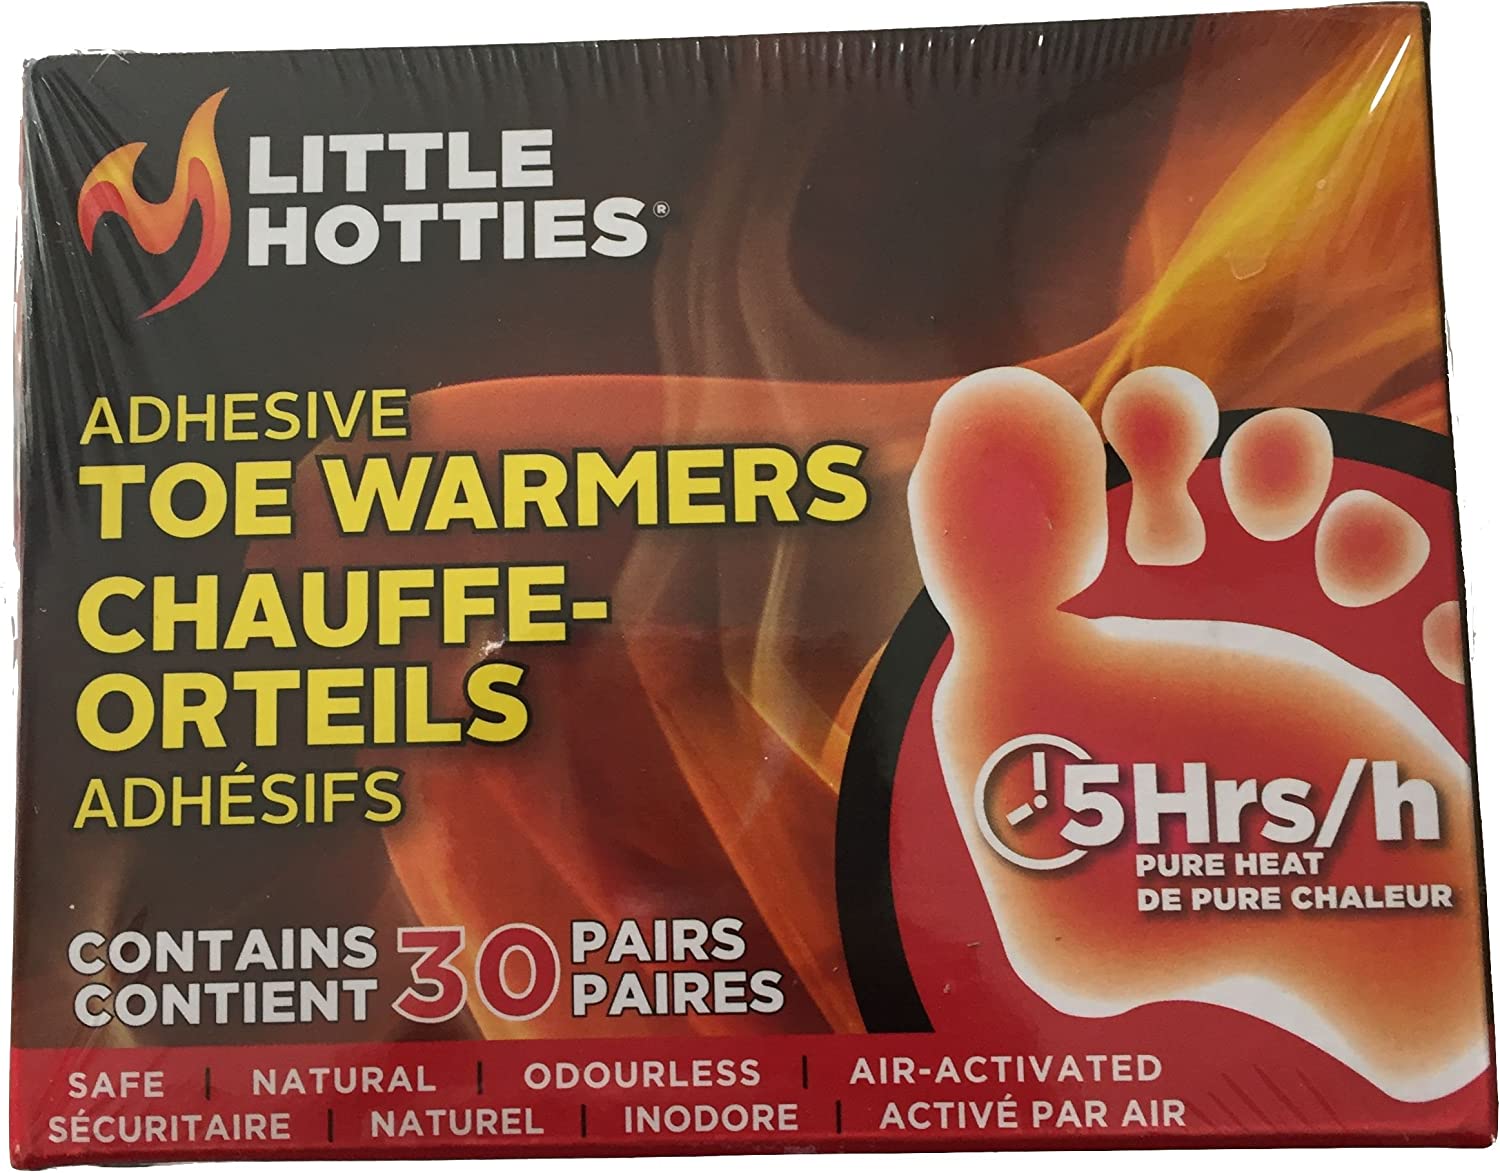 LITTLE
HOTTIES®
ADHESIVE
TOE WARMERS
CHAUFFE-
ORTEILS
ADHÉSIFS
5Hrs/h
PURE HEAT
DE PURE CHALEUR
CONTAINS 30 PAIRS
CONTIENT PAIRES
SAFE | NATURAL | ODOURLESS | AIR-ACTIVATED
SÉCURITAIRE | NATUREL | INODORE | ACTIVÉ PAR AIR